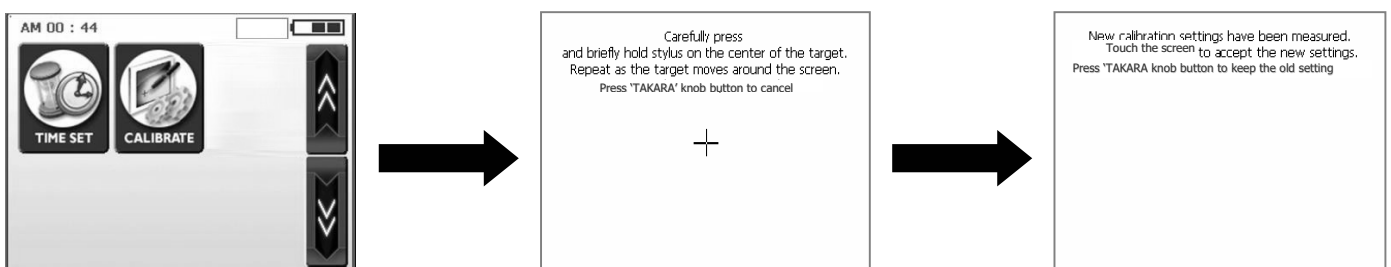 AM 00 : 44
TIME SET
CALIBRATE
Carefully press
and briefly hold stylus on the center of the target.
Repeat as the target moves around the screen.
Press 'TAKARA' knob button to cancel
New calibration settings have been measured.
Touch the screen to accept the new settings.
Press 'TAKARA knob button to keep the old setting